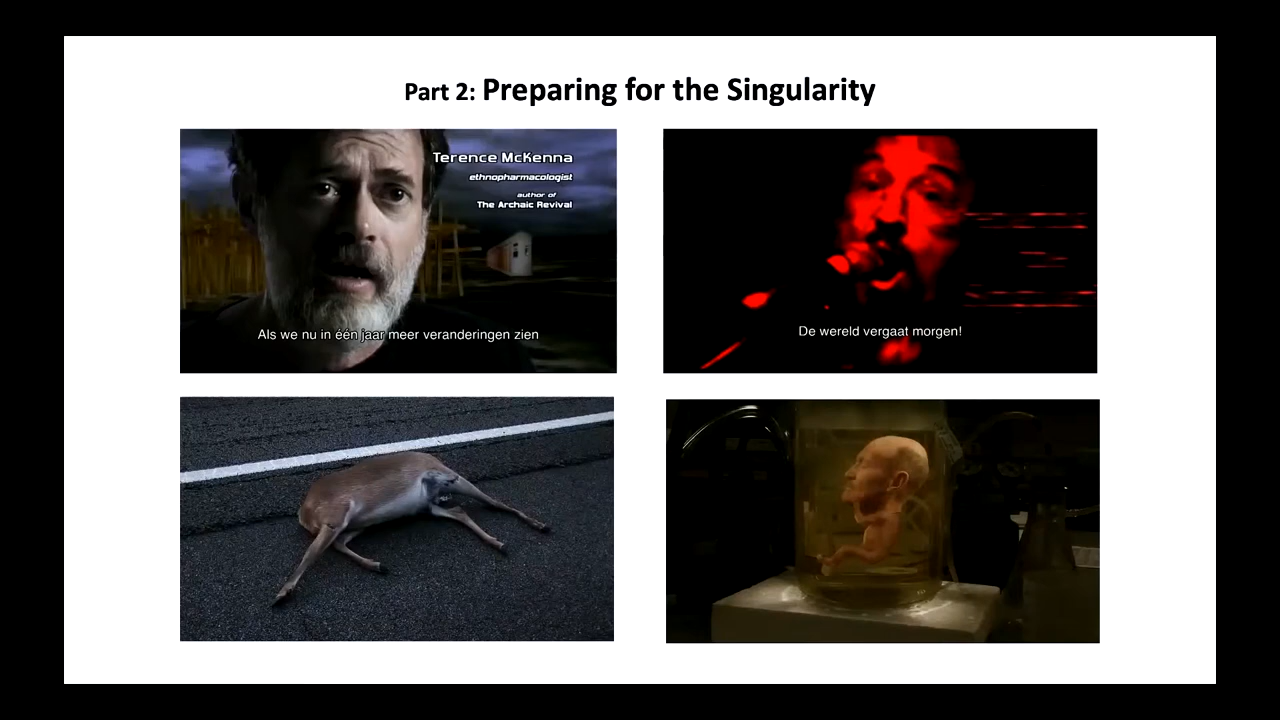 Part 2: Preparing for the Singularity
Terence McKenna
ethnopharmacologist
author of
The Archaic Revival
Als we nu in één jaar meer veranderingen zien
De wereld vergaat morgen!